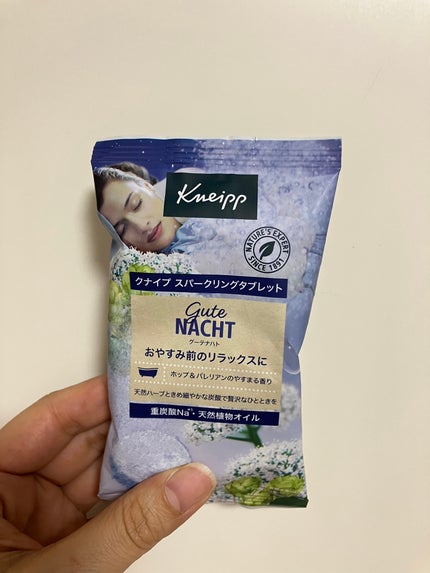 Kneipp
NATURE'S EXPERT
SINCE 1891
クナイプ スパークリングタブレット
Gute
NACHT
グーテナハト
おやすみ前のリラックスに
ホップ&バレリアンのやすまる香り
天然ハーブときめ細やかな炭酸で贅沢なひとときを
重炭酸Na*・天然植物オイル